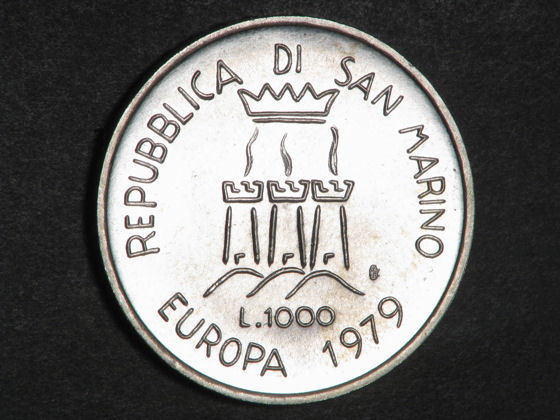 REPUBBLICA DI SAN MARINO
L.1000
EUROPA 1979